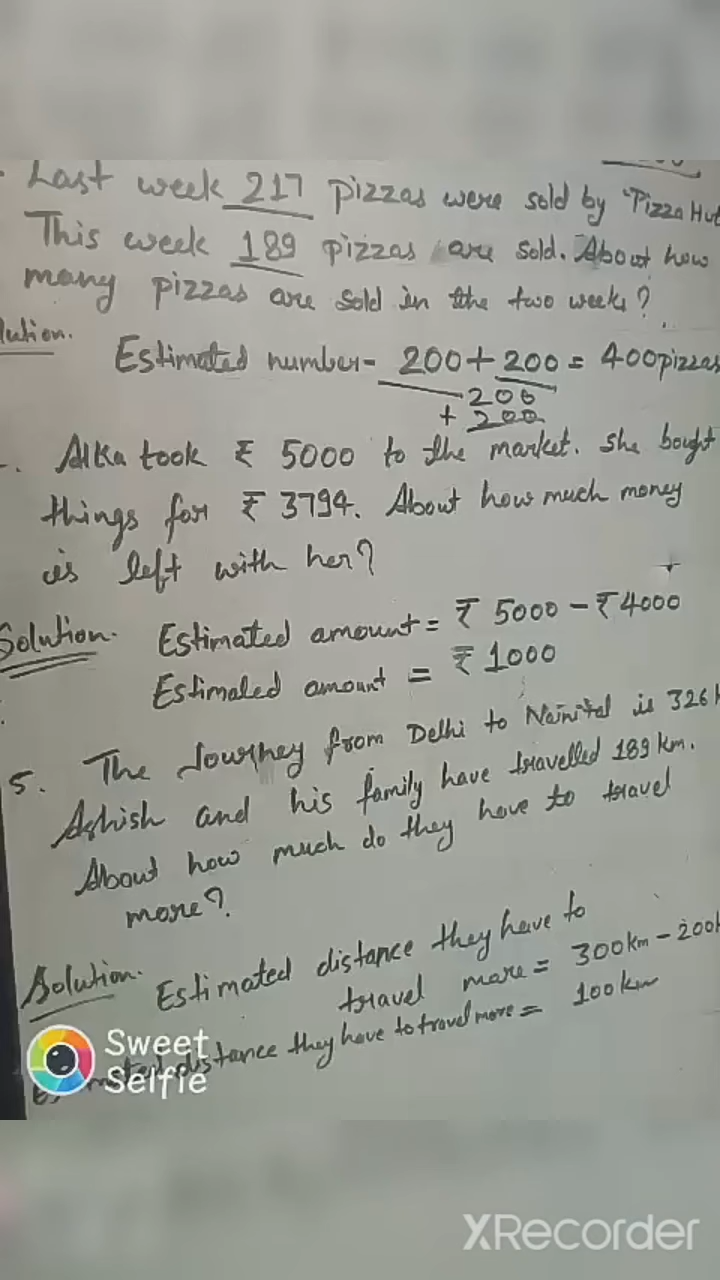 Last week 217 pizzas were sold by "Pizza Hut
This week 189 pizzas are sold. About how
many pizzas are sold in the two weeks?
lution.
Estimated number- 200+200 = 400pizzas
200
+ 200
Alka took ₹ 5000 to the market. She bought
things for ₹ 3794. About how much money
is left with her?
Solution. Estimated amount = ₹ 5000 - ₹4000
Estimated amount = ₹ 1000
5. The Journey from Delhi to Nainital is 326 k
Ashish and his family have travelled 189 km.
About how much do they have to travel
more?
Solution. Estimated distance they have to
travel more = 300km - 200k
distance they have to travel more = 100 km
Sweet
Selfie
XRecorder